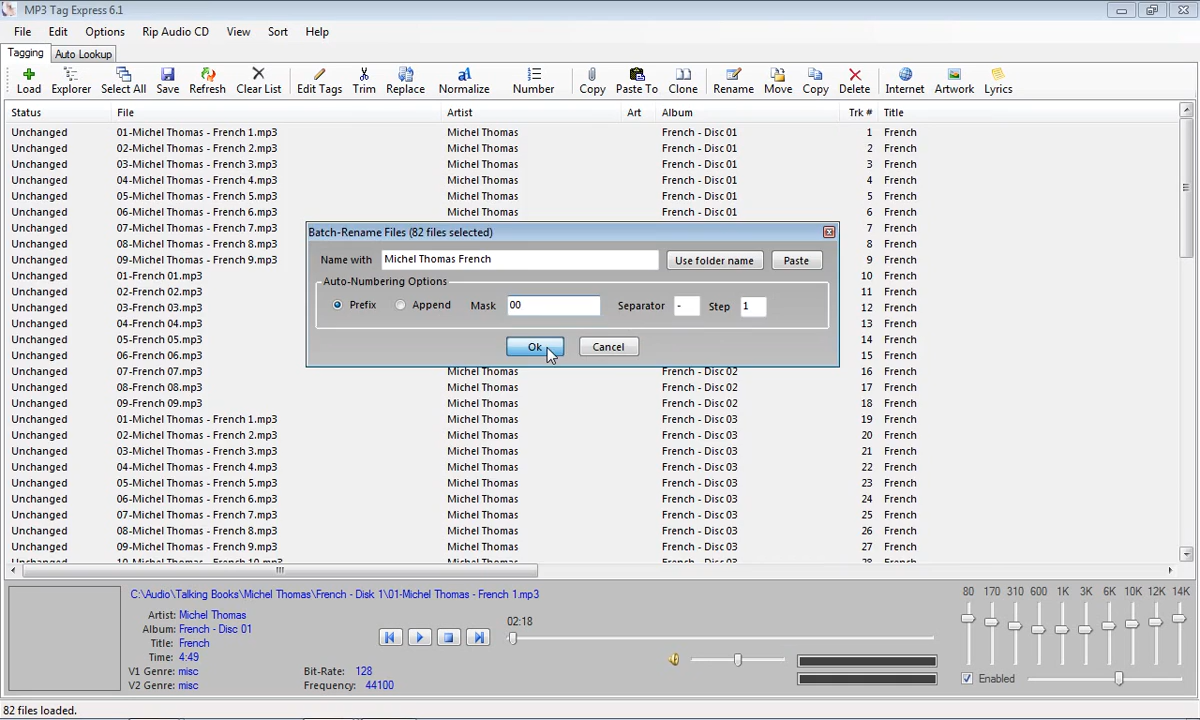 MP3 Tag Express 6.1
File Edit Options Rip Audio CD View Sort Help
Tagging Auto Lookup
Load Explorer Select All Save Refresh Clear List Edit Tags Trim Replace Normalize Number Copy Paste To Clone Rename Move Copy Delete Internet Artwork Lyrics
Status File Artist Art Album Trk # Title
Unchanged 01-Michel Thomas - French 1.mp3 Michel Thomas French - Disc 01 1 French
Unchanged 02-Michel Thomas - French 2.mp3 Michel Thomas French - Disc 01 2 French
Unchanged 03-Michel Thomas - French 3.mp3 Michel Thomas French - Disc 01 3 French
Unchanged 04-Michel Thomas - French 4.mp3 Michel Thomas French - Disc 01 4 French
Unchanged 05-Michel Thomas - French 5.mp3 Michel Thomas French - Disc 01 5 French
Unchanged 06-Michel Thomas - French 6.mp3 Michel Thomas French - Disc 01 6 French
Unchanged 07-Michel Thomas - French 7.mp3 7 French
Unchanged 08-Michel Thomas - French 8.mp3 8 French
Unchanged 09-Michel Thomas - French 9.mp3 9 French
Unchanged 01-French 01.mp3 10 French
Unchanged 02-French 02.mp3 11 French
Unchanged 03-French 03.mp3 12 French
Unchanged 04-French 04.mp3 13 French
Unchanged 05-French 05.mp3 14 French
Unchanged 06-French 06.mp3 15 French
Unchanged 07-French 07.mp3 Michel Thomas French - Disc 02 16 French
Unchanged 08-French 08.mp3 Michel Thomas French - Disc 02 17 French
Unchanged 09-French 09.mp3 Michel Thomas French - Disc 02 18 French
Unchanged 01-Michel Thomas - French 1.mp3 Michel Thomas French - Disc 03 19 French
Unchanged 02-Michel Thomas - French 2.mp3 Michel Thomas French - Disc 03 20 French
Unchanged 03-Michel Thomas - French 3.mp3 Michel Thomas French - Disc 03 21 French
Unchanged 04-Michel Thomas - French 4.mp3 Michel Thomas French - Disc 03 22 French
Unchanged 05-Michel Thomas - French 5.mp3 Michel Thomas French - Disc 03 23 French
Unchanged 06-Michel Thomas - French 6.mp3 Michel Thomas French - Disc 03 24 French
Unchanged 07-Michel Thomas - French 7.mp3 Michel Thomas French - Disc 03 25 French
Unchanged 08-Michel Thomas - French 8.mp3 Michel Thomas French - Disc 03 26 French
Unchanged 09-Michel Thomas - French 9.mp3 Michel Thomas French - Disc 03 27 French
Unchanged 10-Michel Thomas - French 10.mp3 Michel Thomas French - Disc 03 28 French
Batch-Rename Files (82 files selected)
Name with Michel Thomas French Use folder name Paste
Auto-Numbering Options
Prefix Append Mask 00 Separator - Step 1
Ok Cancel
C:\Audio\Talking Books\Michel Thomas\French - Disk 1\01-Michel Thomas - French 1.mp3
Artist: Michel Thomas
Album: French - Disc 01
Title: French
Time: 4:49
V1 Genre: misc Bit-Rate: 128
V2 Genre: misc Frequency: 44100
02:18
80 170 310 600 1K 3K 6K 10K 12K 14K
Enabled
82 files loaded.